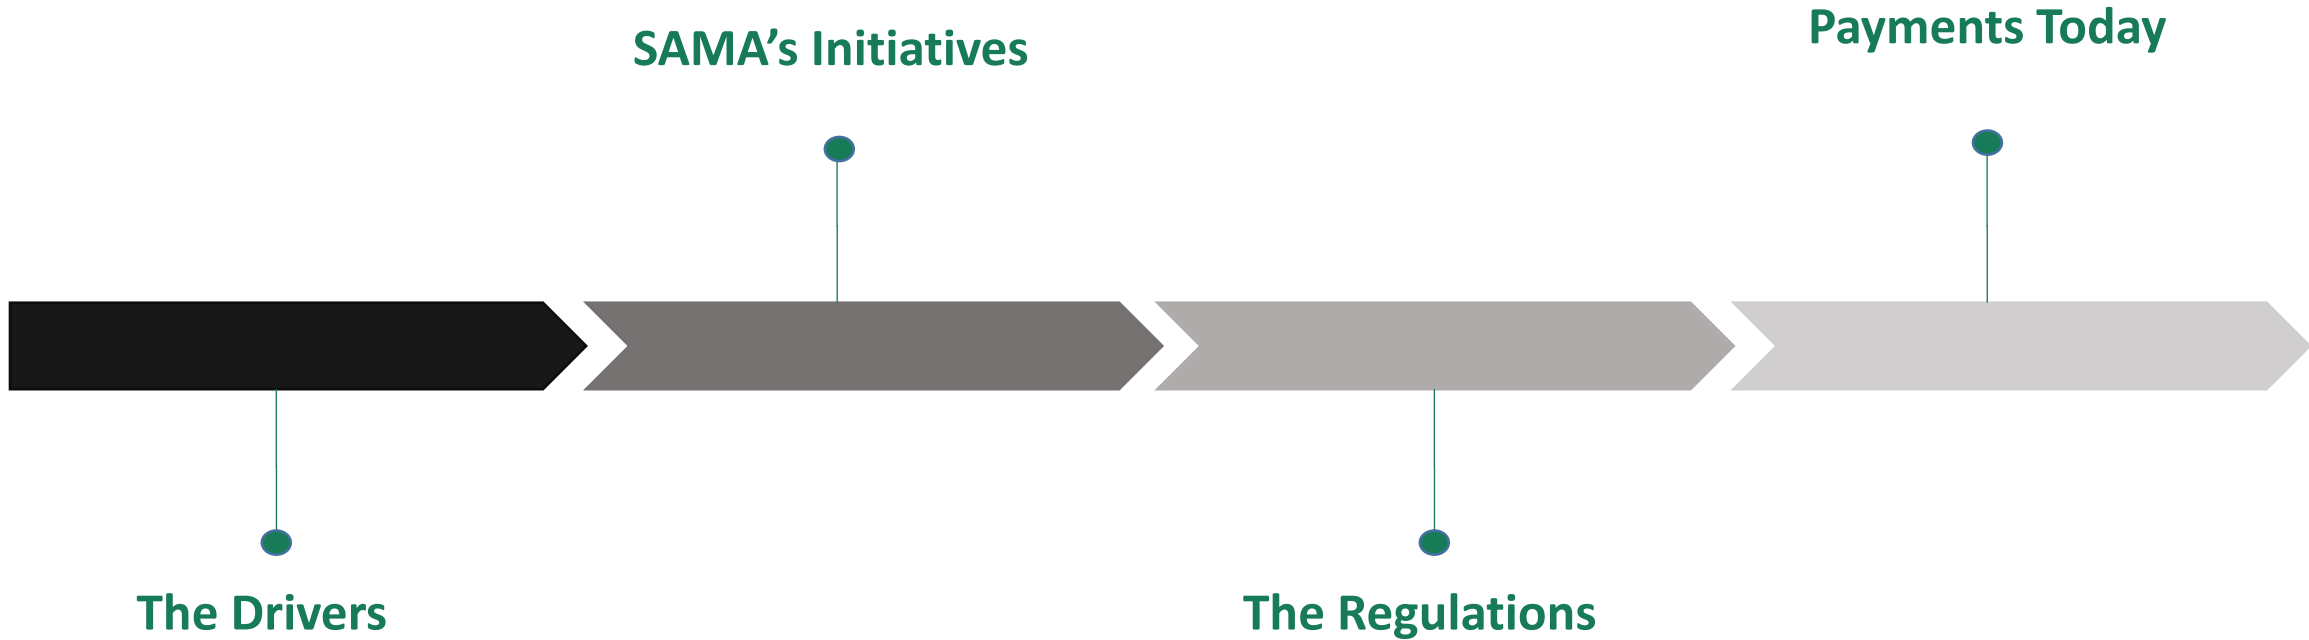 Payments Today
SAMA’s Initiatives
The Drivers
The Regulations